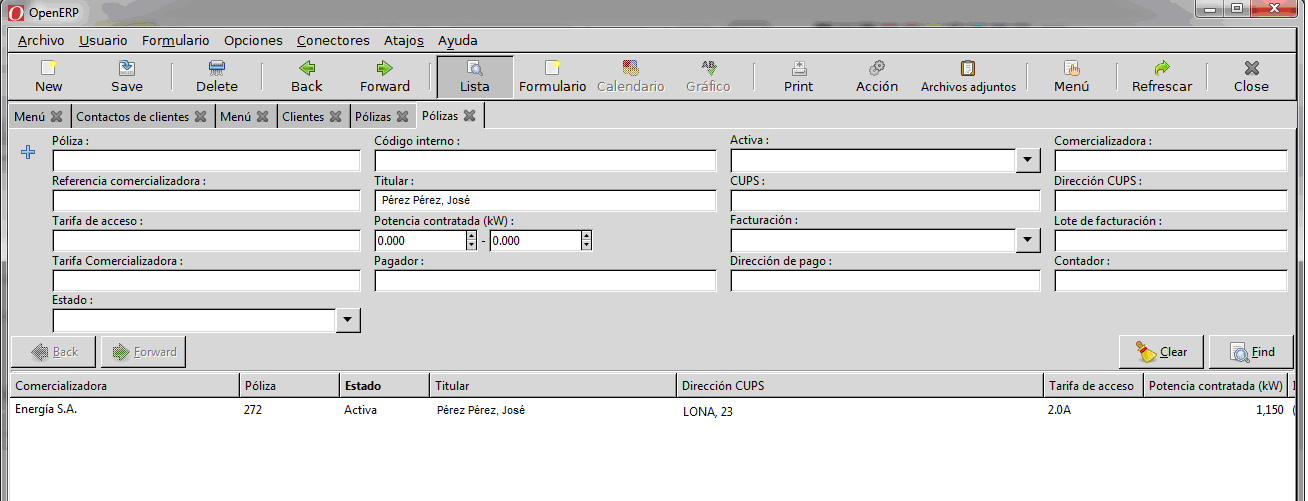 OpenERP
Archivo Usuario Formulario Opciones Conectores Atajos Ayuda
New Save Delete Back Forward Lista Formulario Calendario Gráfico Print Acción Archivos adjuntos Menú Refrescar Close
Menú Contactos de clientes Menú Clientes Pólizas Pólizas
Póliza : Código interno : Activa : Comercializadora :
Referencia comercializadora : Titular : CUPS : Dirección CUPS :
Pérez Pérez, José
Tarifa de acceso : Potencia contratada (kW) : Facturación : Lote de facturación :
0.000 - 0.000
Tarifa Comercializadora : Pagador : Dirección de pago : Contador :
Estado :
Back Forward Clear Find
Comercializadora Póliza Estado Titular Dirección CUPS Tarifa de acceso Potencia contratada (kW)
Energía S.A. 272 Activa Pérez Pérez, José LONA, 23 2.0A 1,150